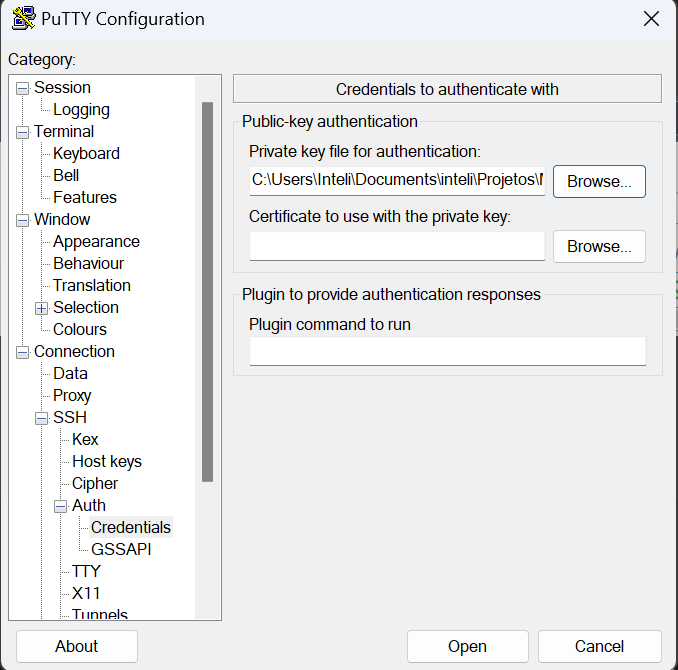 PuTTY Configuration
Category:
Session
Logging
Terminal
Keyboard
Bell
Features
Window
Appearance
Behaviour
Translation
Selection
Colours
Connection
Data
Proxy
SSH
Kex
Host keys
Cipher
Auth
Credentials
GSSAPI
TTY
X11
Tunnels
Credentials to authenticate with
Public-key authentication
Private key file for authentication:
C:\Users\Inteli\Documents\inteli\Projetos\
Browse...
Certificate to use with the private key:
Browse...
Plugin to provide authentication responses
Plugin command to run
About
Open
Cancel